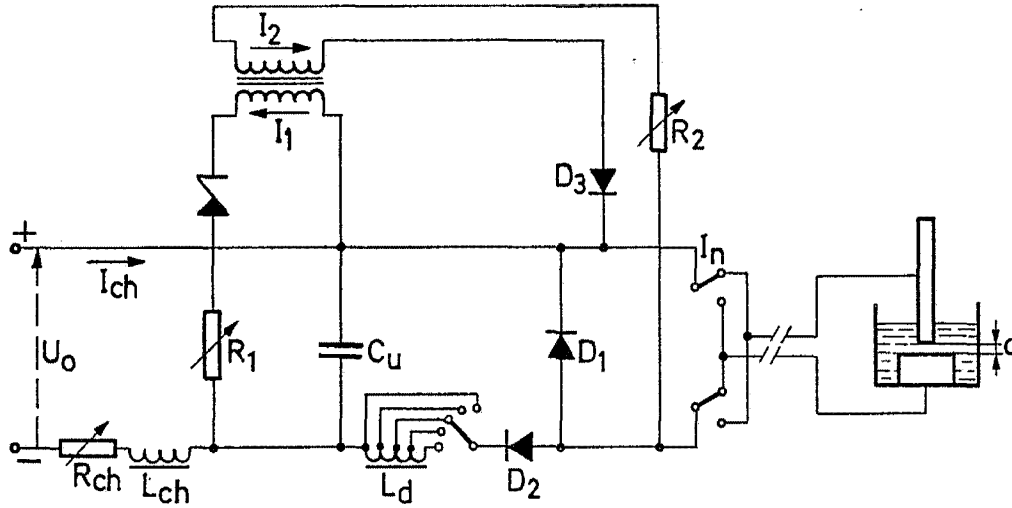 I2
I1
R2
D3
+
Ich
In
Uo
R1
Cu
D1
d
−
Rch
Lch
Ld
D2